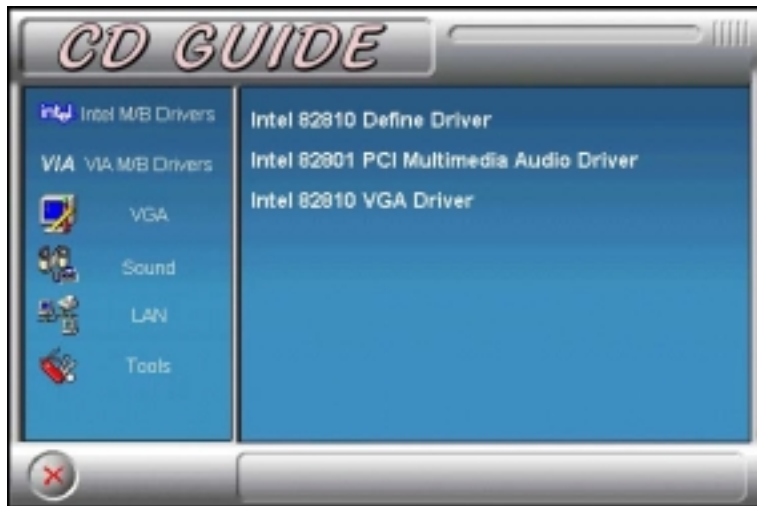 CD GUIDE
intel Intel M/B Drivers
VIA VIA M/B Drivers
VGA
Sound
LAN
Tools
Intel 82810 Define Driver
Intel 82801 PCI Multimedia Audio Driver
Intel 82810 VGA Driver